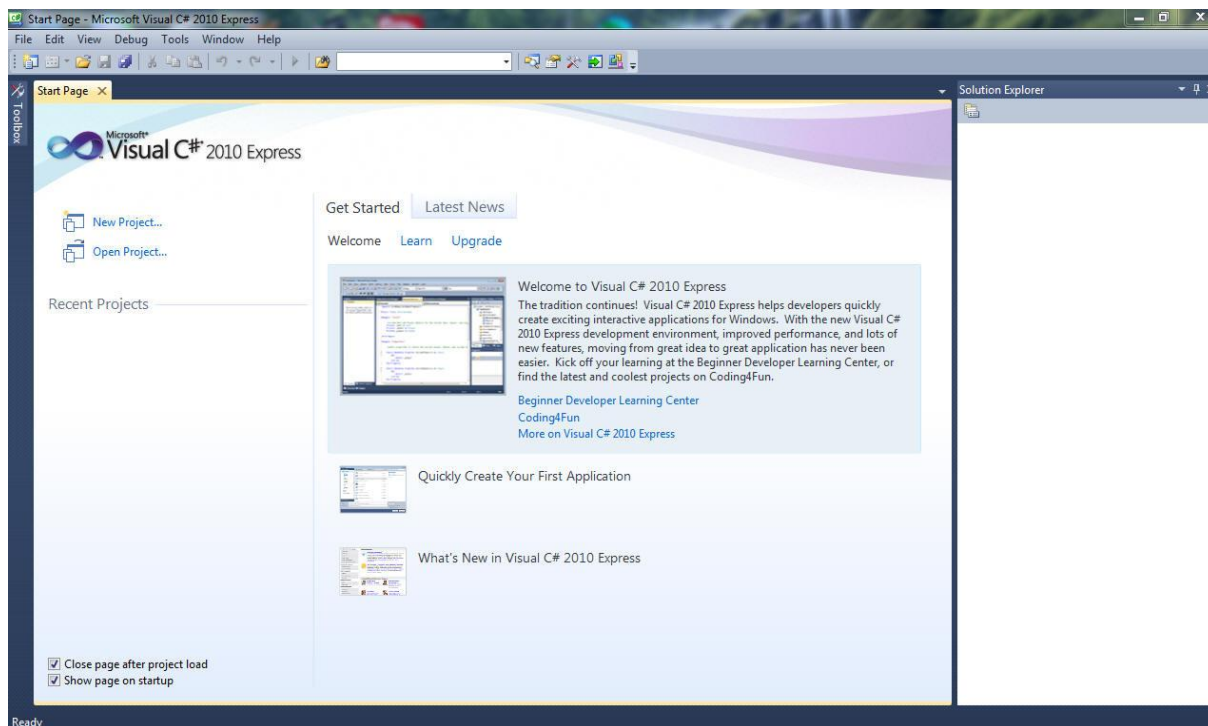 Start Page - Microsoft Visual C# 2010 Express
File Edit View Debug Tools Window Help
Toolbox
Start Page
Solution Explorer
Microsoft®
Visual C#® 2010 Express
New Project...
Open Project...
Recent Projects
Get Started Latest News
Welcome Learn Upgrade
Welcome to Visual C# 2010 Express
The tradition continues! Visual C# 2010 Express helps developers quickly
create exciting interactive applications for Windows. With the new Visual C#
2010 Express development environment, improved performance, and lots of
new features, moving from great idea to great application has never been
easier. Kick off your learning at the Beginner Developer Learning Center, or
find the latest and coolest projects on Coding4Fun.
Beginner Developer Learning Center
Coding4Fun
More on Visual C# 2010 Express
Quickly Create Your First Application
What's New in Visual C# 2010 Express
Close page after project load
Show page on startup
Ready